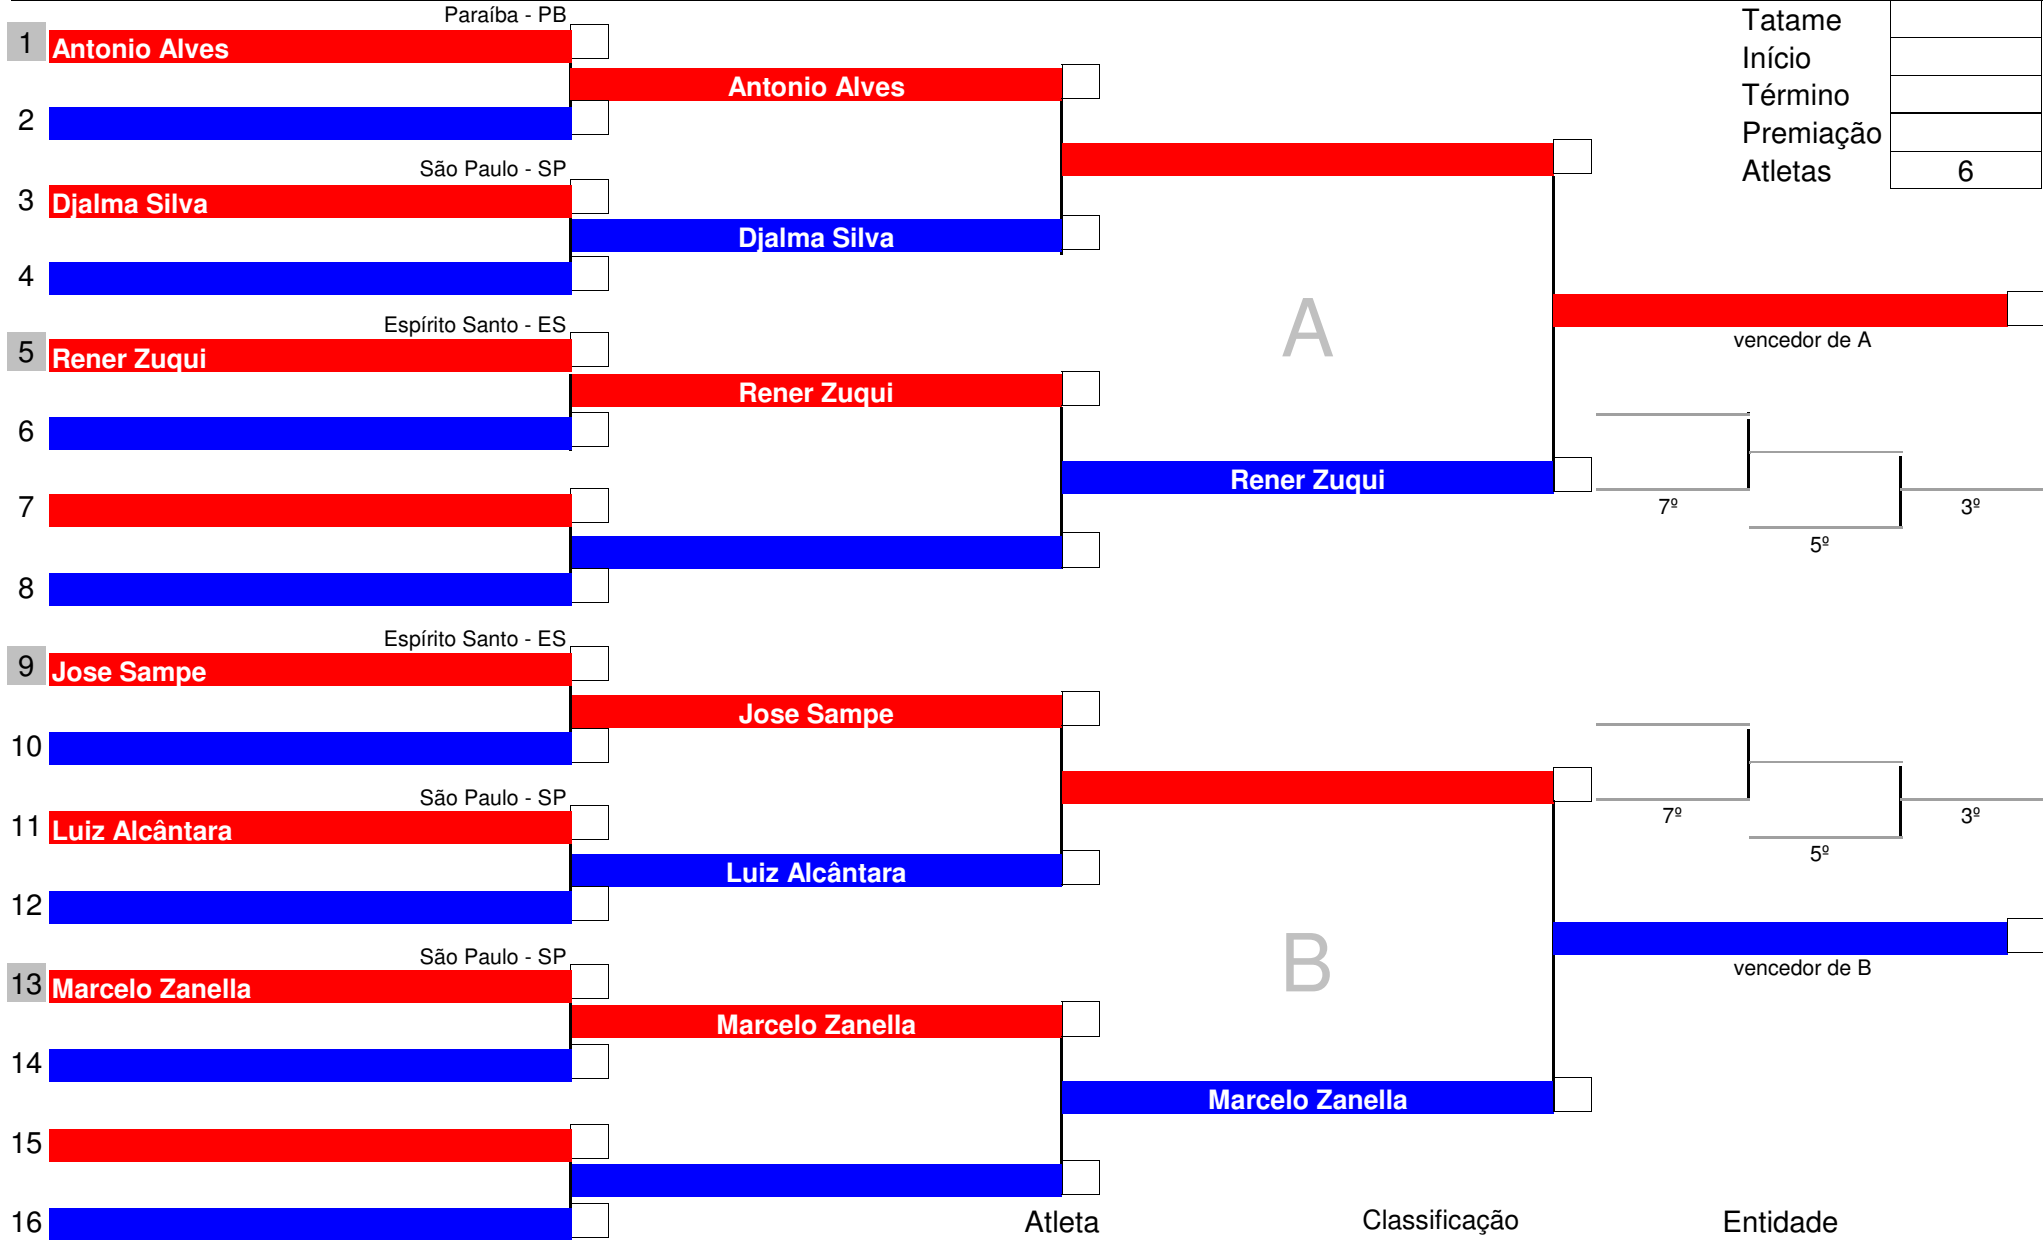 Paraíba - PB
1 Antonio Alves
Antonio Alves
2
São Paulo - SP
3 Djalma Silva
Djalma Silva
4
Espírito Santo - ES
5 Rener Zuqui
Rener Zuqui
6
Rener Zuqui
7
8
A
vencedor de A
7º
3º
5º
Tatame
Início
Término
Premiação
Atletas 6
Espírito Santo - ES
9 Jose Sampe
Jose Sampe
10
São Paulo - SP
11 Luiz Alcântara
Luiz Alcântara
12
São Paulo - SP
13 Marcelo Zanella
Marcelo Zanella
14
Marcelo Zanella
15
16
B
7º
3º
5º
vencedor de B
Atleta Classificação Entidade